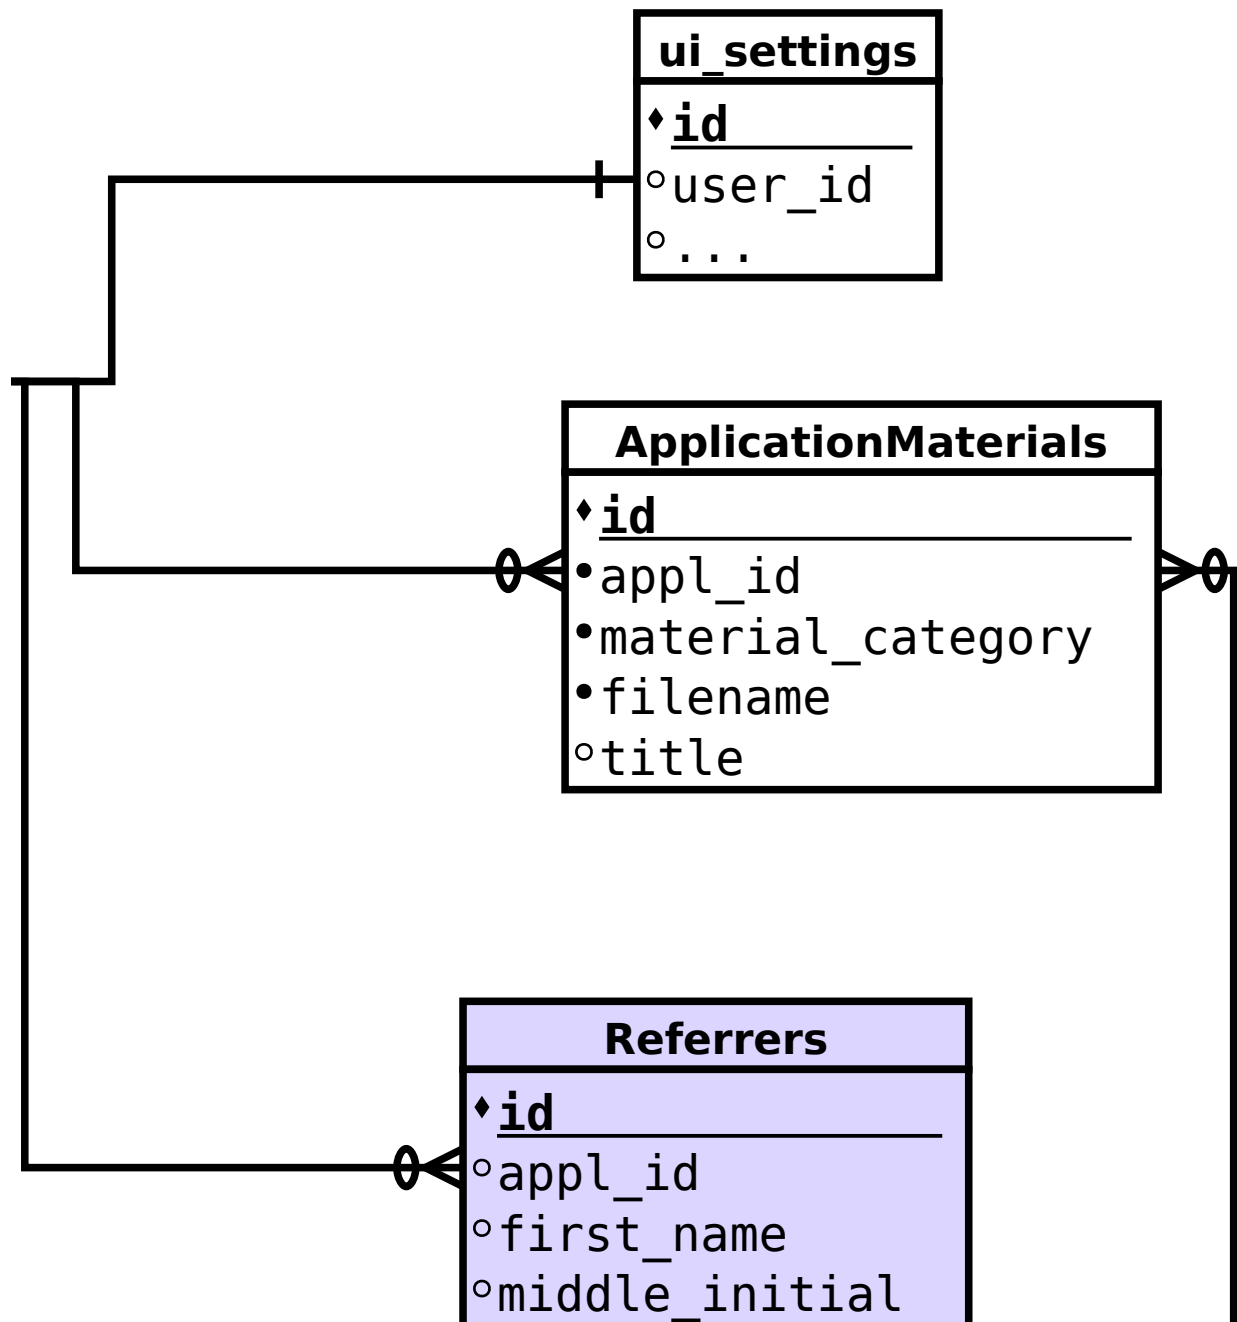 ui_settings
id
user_id
...
ApplicationMaterials
id
appl_id
material_category
filename
title
Referrers
id
appl_id
first_name
middle_initial